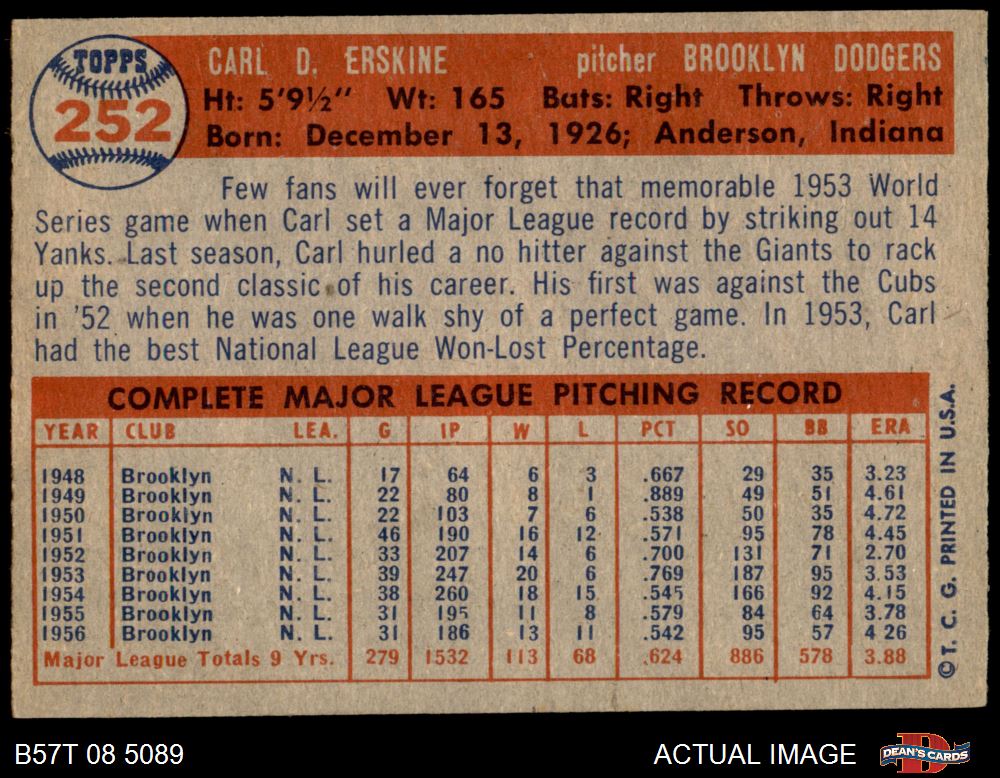 TOPPS
252
CARL D. ERSKINE pitcher BROOKLYN DODGERS
Ht: 5'9½" Wt: 165 Bats: Right Throws: Right
Born: December 13, 1926; Anderson, Indiana
Few fans will ever forget that memorable 1953 World
Series game when Carl set a Major League record by striking out 14
Yanks. Last season, Carl hurled a no hitter against the Giants to rack
up the second classic of his career. His first was against the Cubs
in '52 when he was one walk shy of a perfect game. In 1953, Carl
had the best National League Won-Lost Percentage.
COMPLETE MAJOR LEAGUE PITCHING RECORD
YEAR CLUB LEA. G IP W L PCT SO BB ERA
1948 Brooklyn N. L. 17 64 6 3 .667 29 35 3.23
1949 Brooklyn N. L. 22 80 8 1 .889 49 51 4.61
1950 Brooklyn N. L. 22 103 7 6 .538 50 35 4.72
1951 Brooklyn N. L. 46 190 16 12 .571 95 78 4.45
1952 Brooklyn N. L. 33 207 14 6 .700 131 71 2.70
1953 Brooklyn N. L. 39 247 20 6 .769 187 95 3.53
1954 Brooklyn N. L. 38 260 18 15 .545 166 92 4.15
1955 Brooklyn N. L. 31 195 11 8 .579 84 64 3.78
1956 Brooklyn N. L. 31 186 13 11 .542 95 57 4 26
Major League Totals 9 Yrs. 279 1532 113 68 .624 886 578 3.88
© T. C. G. PRINTED IN U.S.A.
B57T 08 5089 ACTUAL IMAGE
DEAN'S CARDS